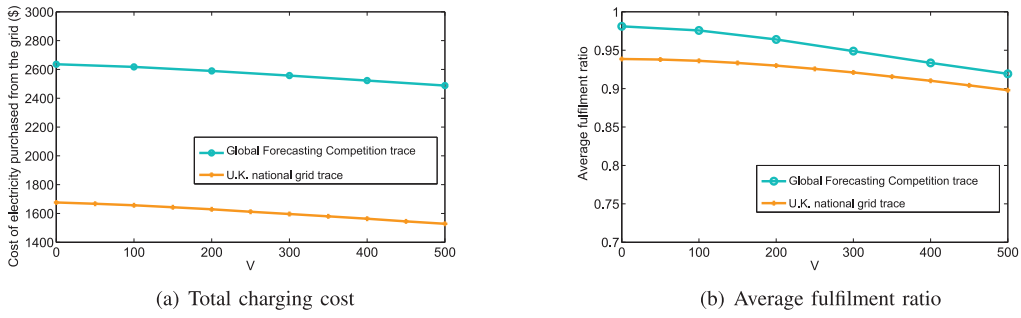 Cost of electricity purchased from the grid ($)
3000
2800
2600
2400
2200
2000
1800
1600
1400
0
100
200
300
400
500
V
Global Forecasting Competition trace
U.K. national grid trace
(a) Total charging cost
Average fulfilment ratio
1
0.95
0.9
0.85
0.8
0.75
0.7
0
100
200
300
400
500
V
Global Forecasting Competition trace
U.K. national grid trace
(b) Average fulfilment ratio